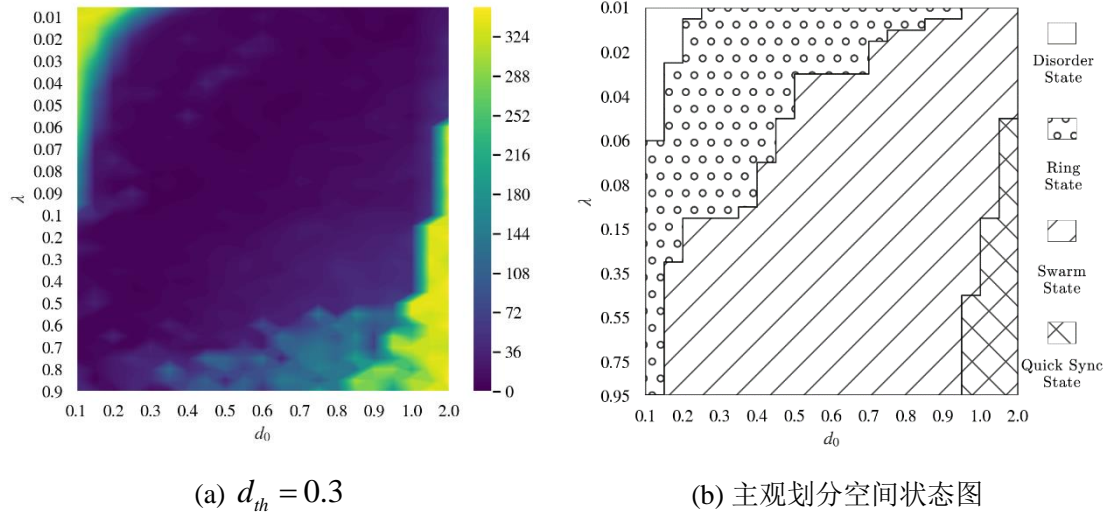 0.01
0.02
0.03
0.04
0.05
0.06
0.07
0.08
0.09
0.1
0.2
0.3
0.4
0.5
0.6
0.7
0.8
0.9
λ
0.1 0.2 0.3 0.4 0.5 0.6 0.7 0.8 0.9 1.0 2.0
d₀
324
288
252
216
180
144
108
72
36
0
(a) d_th = 0.3
0.01
0.02
0.04
0.06
0.08
0.15
0.35
0.55
0.75
0.95
λ
0.1 0.2 0.3 0.4 0.5 0.6 0.7 0.8 0.9 1.0 2.0
d₀
Disorder
State
Ring
State
Swarm
State
Quick Sync
State
(b) 主观划分空间状态图